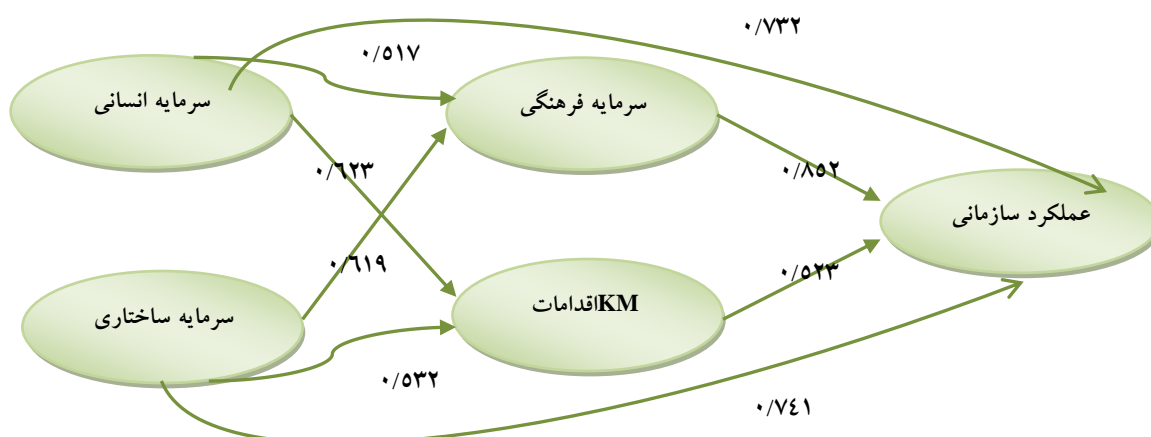 ۰/۷۳۲
۰/۵۱۷
سرمایه انسانی
سرمایه فرهنگی
۰/۶۲۳
۰/۸۵۲
عملکرد سازمانی
۰/۶۱۹
۰/۵۲۳
سرمایه ساختاری
KMاقدامات
۰/۵۳۲
۰/۷٤۱